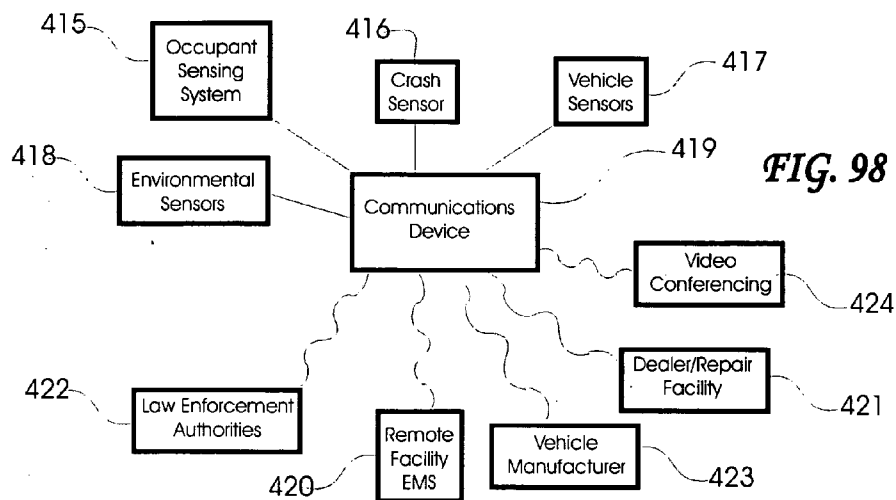 415
Occupant
Sensing
System
416
Crash
Sensor
Vehicle
Sensors
417
418
Environmental
Sensors
419
Communications
Device
FIG. 98
Video
Conferencing
424
Dealer/Repair
Facility
421
422
Law Enforcement
Authorities
420
Remote
Facility
EMS
Vehicle
Manufacturer
423